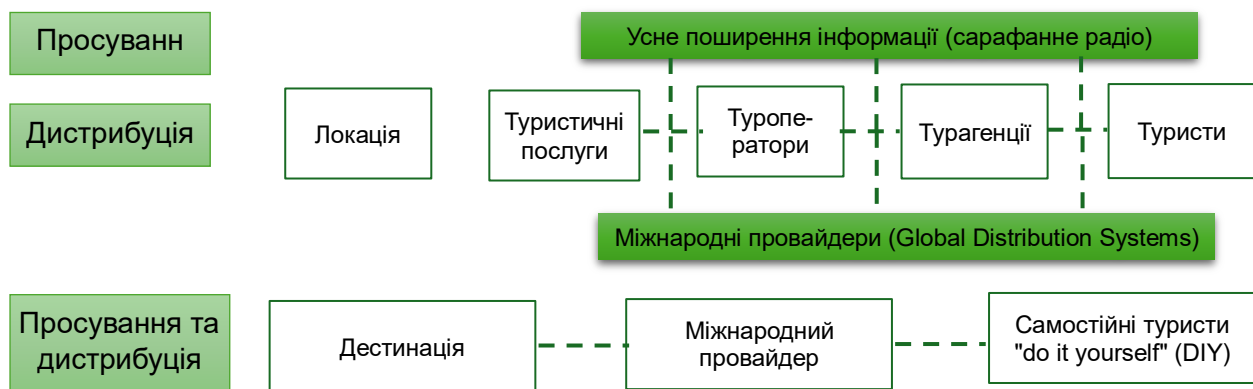 Просуванн
Усне поширення інформації (сарафанне радіо)
Дистрибуція
Локація
Туристичні
послуги
Туропе-
ратори
Турагенції
Туристи
Міжнародні провайдери (Global Distribution Systems)
Просування та
дистрибуція
Дестинація
Міжнародний
провайдер
Самостійні туристи
"do it yourself" (DIY)